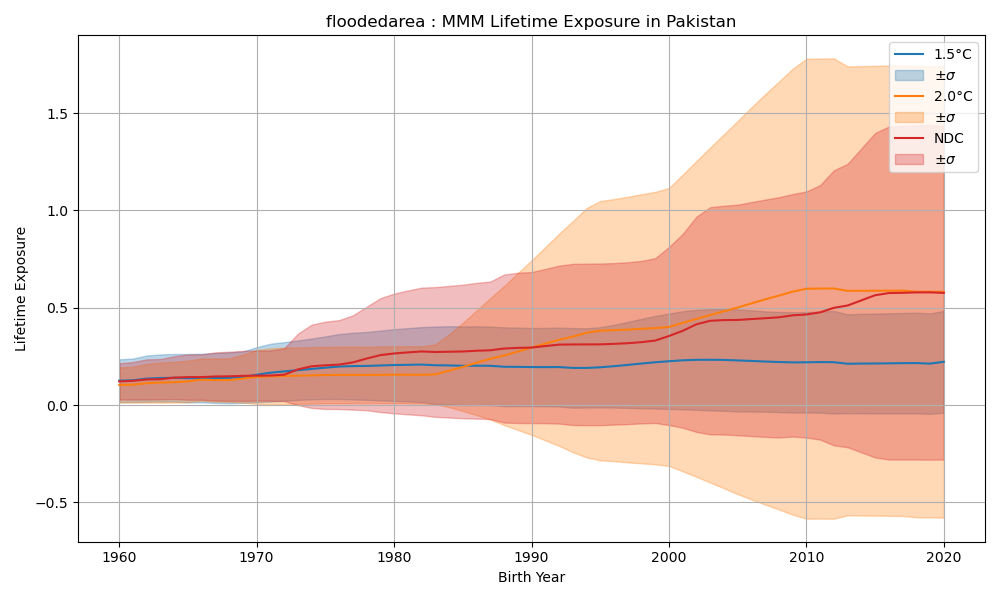 floodedarea : MMM Lifetime Exposure in Pakistan
Lifetime Exposure
1.5
1.0
0.5
0.0
−0.5
1960 1970 1980 1990 2000 2010 2020
Birth Year
1.5°C
±σ
2.0°C
±σ
NDC
±σ